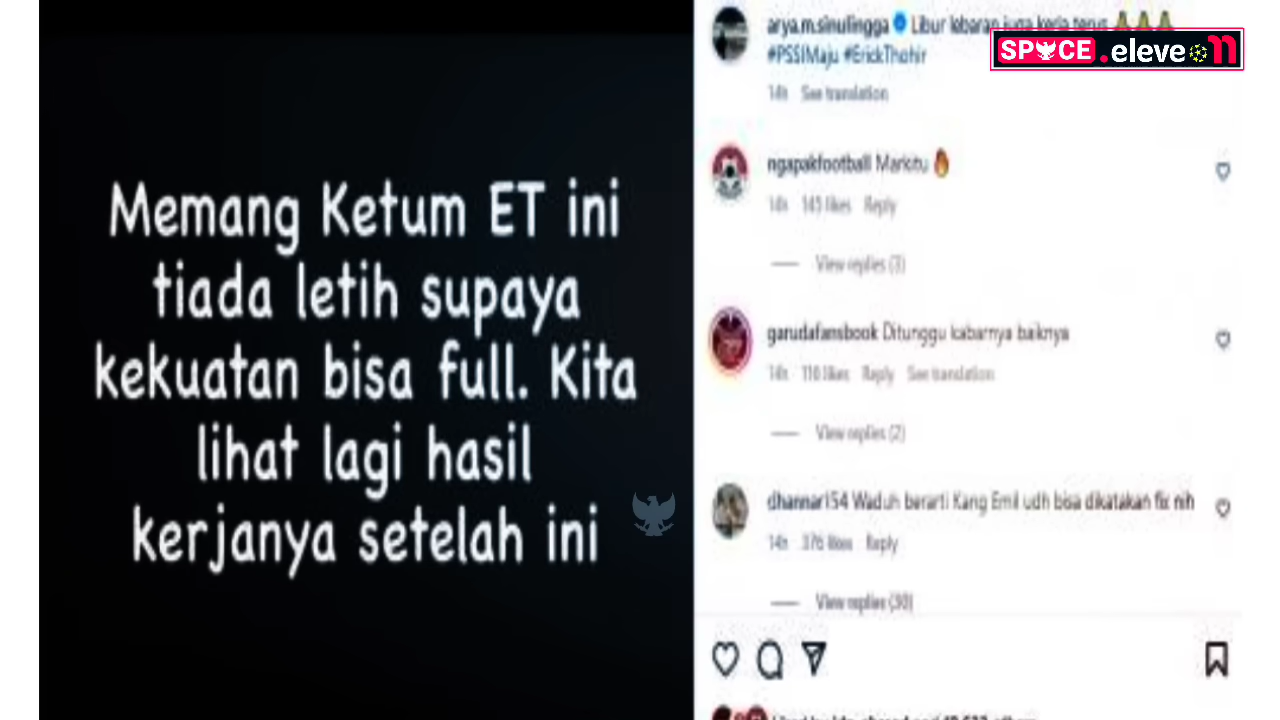 Memang Ketum ET ini
tiada letih supaya
kekuatan bisa full. Kita
lihat lagi hasil
kerjanya setelah ini
arya.m.sinulingga Libur lebaran juga kerja terus 🙏🙏🙏
#PSSIMaju #ErickThohir
14h See translation
SPACE.eleven11
ngapakfootball Markitu 🔥
14h 145 likes Reply
View replies (3)
garudafansbook Ditunggu kabarnya baiknya
14h 110 likes Reply See translation
View replies (2)
dhannar154 Waduh berarti Kang Emil udh bisa dikatakan fix nih
14h 376 likes Reply
View replies (30)